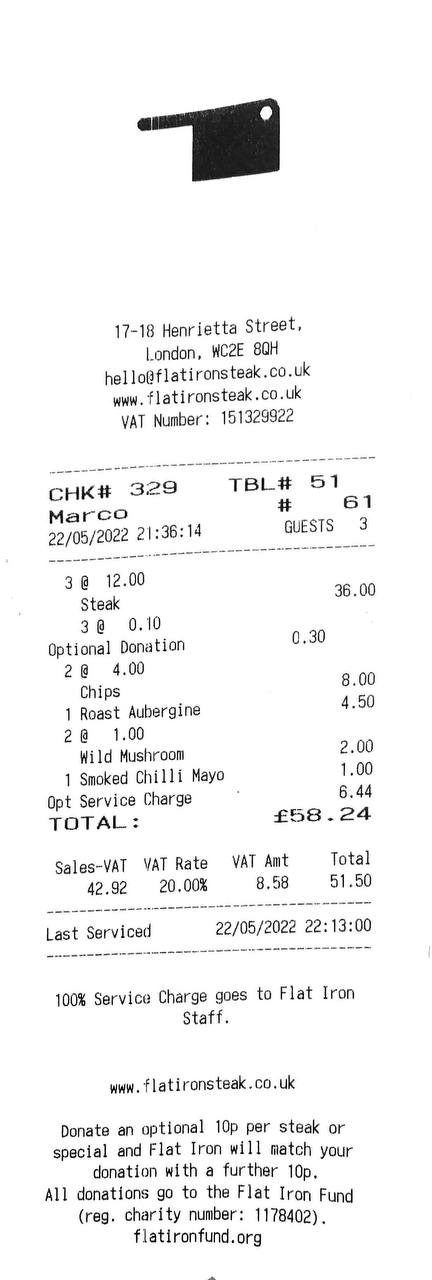 17-18 Henrietta Street,
London, WC2E 8QH
hello@flatironsteak.co.uk
www.flatironsteak.co.uk
VAT Number: 151329922
CHK# 329 TBL# 51
Marco # 61
22/05/2022 21:36:14 GUESTS 3
3 @ 12.00
Steak 36.00
3 @ 0.10
Optional Donation 0.30
2 @ 4.00
Chips 8.00
1 Roast Aubergine 4.50
2 @ 1.00
Wild Mushroom 2.00
1 Smoked Chilli Mayo 1.00
Opt Service Charge 6.44
TOTAL: £58.24
Sales-VAT VAT Rate VAT Amt Total
42.92 20.00% 8.58 51.50
Last Serviced 22/05/2022 22:13:00
100% Service Charge goes to Flat Iron
Staff.
www.flatironsteak.co.uk
Donate an optional 10p per steak or
special and Flat Iron will match your
donation with a further 10p.
All donations go to the Flat Iron Fund
(reg. charity number: 1178402).
flatironfund.org